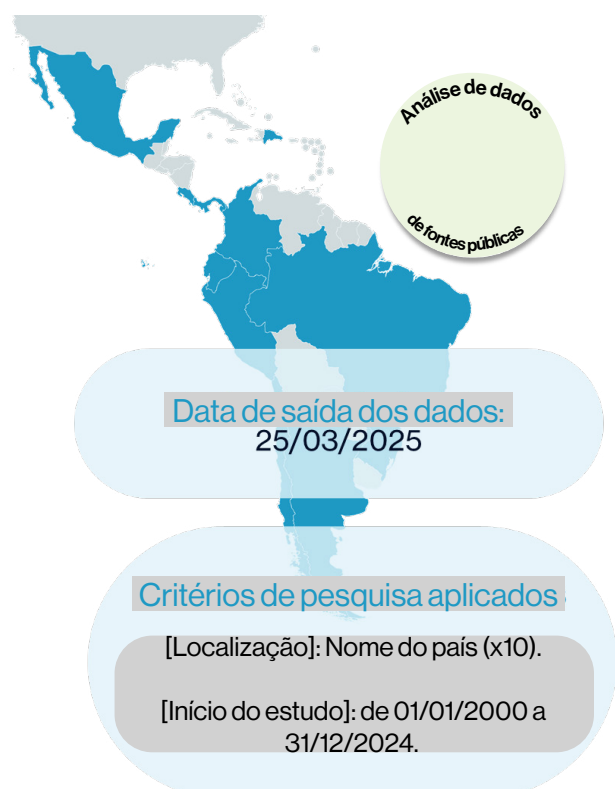 Análise de dados
de fontes públicas
Data de saída dos dados:
25/03/2025
Critérios de pesquisa aplicados
[Localização]: Nome do país (x10).
[Início do estudo]: de 01/01/2000 a
31/12/2024.